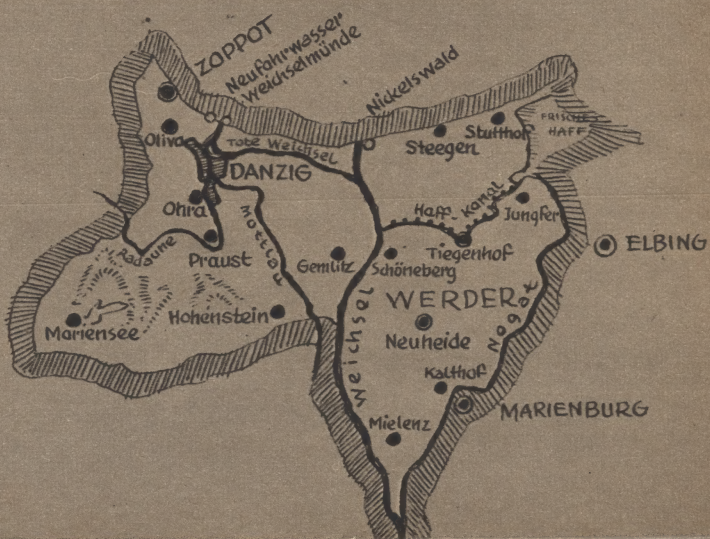 ZOPPOT
Neufahrwasser
Weichselmünde
Nickelswald
Oliva
Tote Weichsel
Steegen
Stutthof
FRISCHE
HAFF
DANZIG
Ohra
Mottlau
Haff-Kanal
Jungfer
Radaune
Praust
Gemlitz
Schöneberg
Tiegenhof
ELBING
WERDER
Weichsel
Nogat
Mariensee
Hohenstein
Neuheide
Kalthof
MARIENBURG
Mielenz